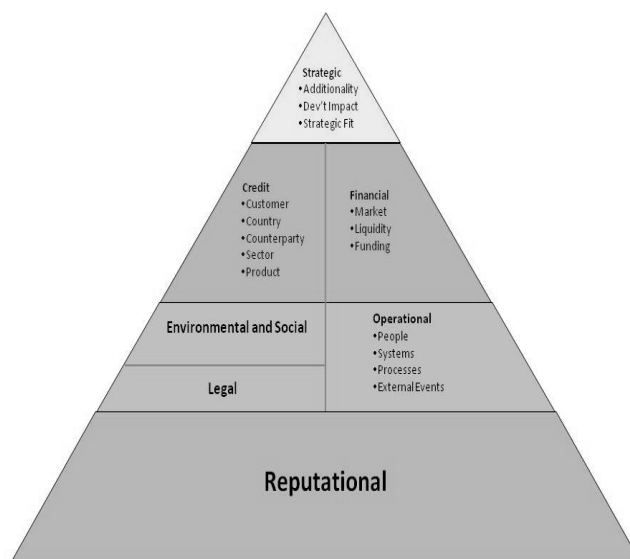 Strategic
•Additionality
•Dev't Impact
•Strategic Fit
Credit
•Customer
•Country
•Counterparty
•Sector
•Product
Financial
•Market
•Liquidity
•Funding
Environmental and Social
Legal
Operational
•People
•Systems
•Processes
•External Events
Reputational